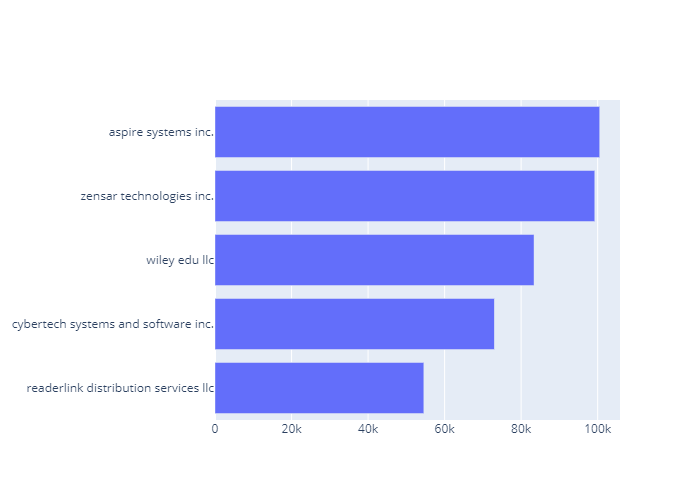 aspire systems inc.
zensar technologies inc.
wiley edu llc
cybertech systems and software inc.
readerlink distribution services llc
0 20k 40k 60k 80k 100k